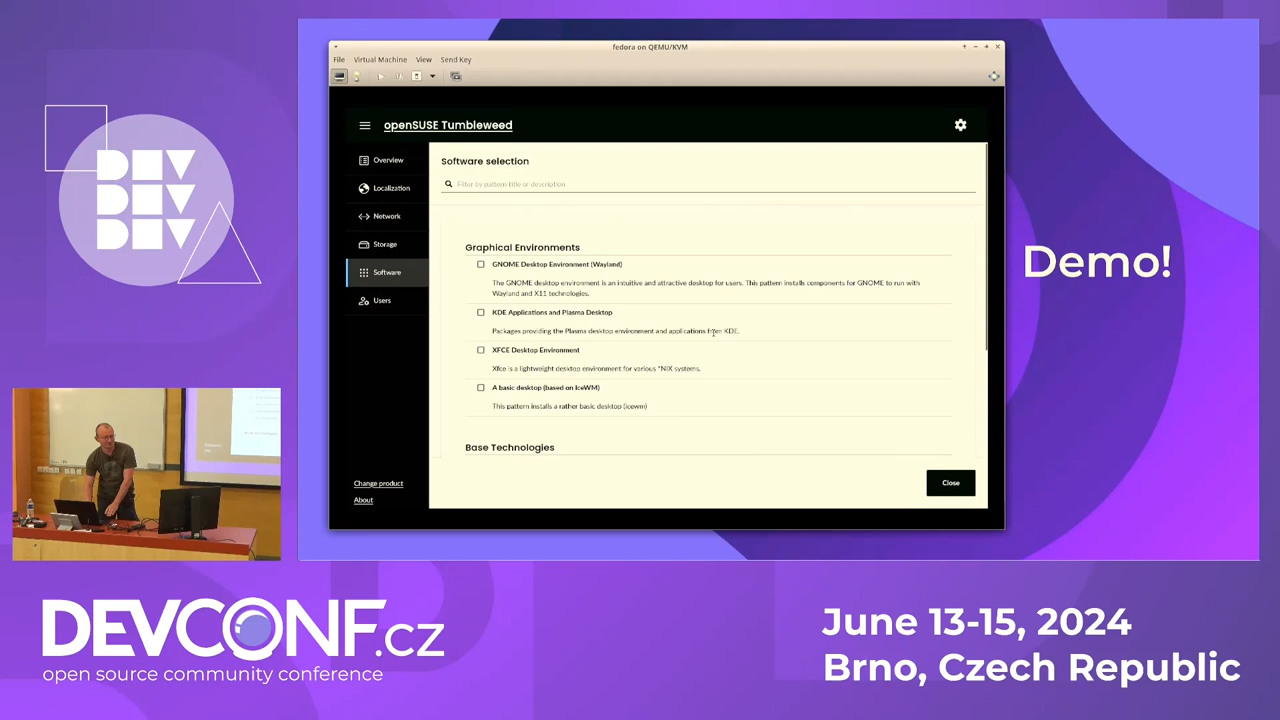 DEV
DEV
DEV
fedora on QEMU/KVM
File Virtual Machine View Send Key
openSUSE Tumbleweed
Overview
Localization
Network
Storage
Software
Users
Change product
About
Software selection
Filter by pattern title or description
Graphical Environments
GNOME Desktop Environment (Wayland)
The GNOME desktop environment is an intuitive and attractive desktop for users. This pattern installs components for GNOME to run with
Wayland and X11 technologies.
KDE Applications and Plasma Desktop
Packages providing the Plasma desktop environment and applications from KDE.
XFCE Desktop Environment
Xfce is a lightweight desktop environment for various *NIX systems.
A basic desktop (based on IceWM)
This pattern installs a rather basic desktop (icewm)
Base Technologies
Close
Demo!
DEVCONF.cz
open source community conference
June 13-15, 2024
Brno, Czech Republic